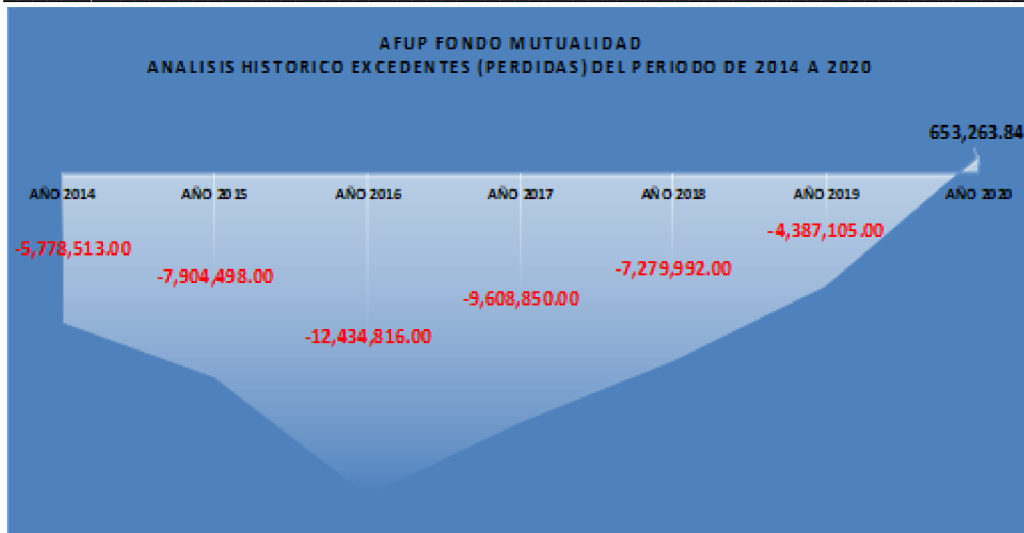 AFUP FONDO MUTUALIDAD
ANALISIS HISTORICO EXCEDENTES (PERDIDAS) DEL PERIODO DE 2014 A 2020
653,263.84
AÑO 2014 AÑO 2015 AÑO 2016 AÑO 2017 AÑO 2018 AÑO 2019 AÑO 2020
-4,387,105.00
-5,778,513.00
-7,279,992.00
-7,904,498.00
-9,608,850.00
-12,434,816.00